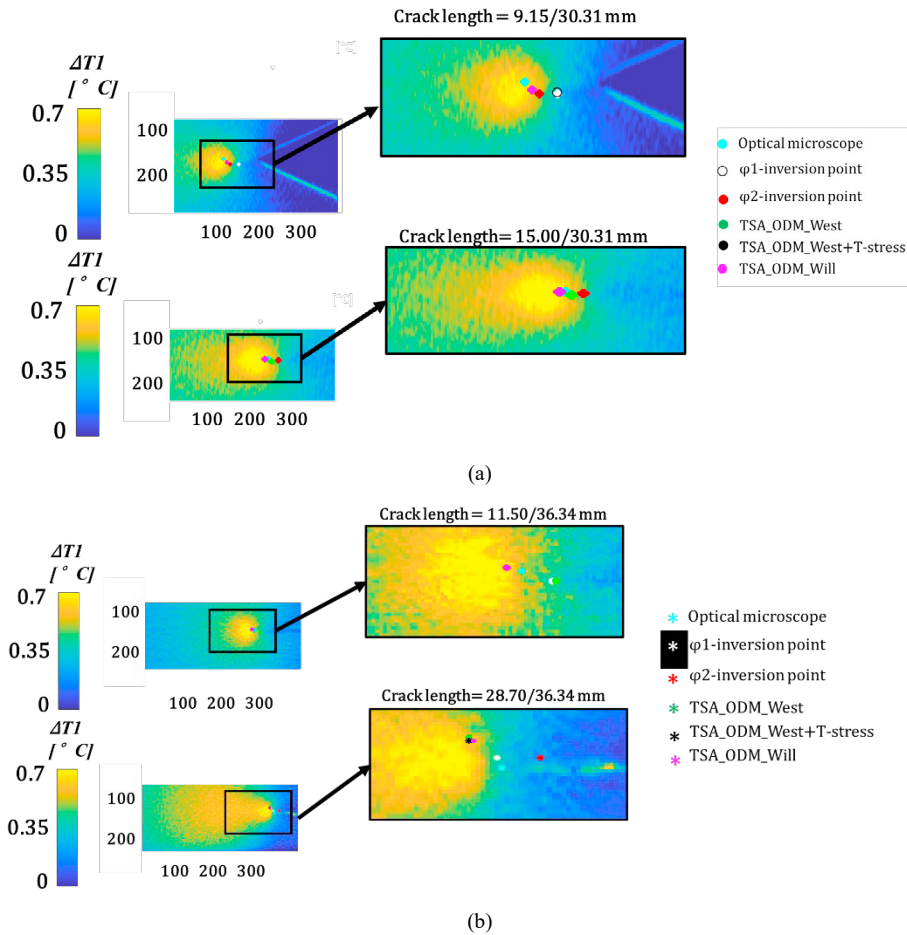 (a)
Crack length = 9.15/30.31 mm
[°C]
ΔT1
[ ° C]
0.7
0.35
0
100
200
100 200 300
Optical microscope
φ1-inversion point
φ2-inversion point
TSA_ODM_West
TSA_ODM_West+T-stress
TSA_ODM_Will
Crack length = 15.00/30.31 mm
[°C]
ΔT1
[ ° C]
0.7
0.35
0
100
200
100 200 300
(a)
Crack length = 11.50/36.34 mm
ΔT1
[ ° C]
0.7
0.35
0
100
200
100 200 300
Optical microscope
φ1-inversion point
φ2-inversion point
TSA_ODM_West
TSA_ODM_West+T-stress
TSA_ODM_Will
Crack length= 28.70/36.34 mm
ΔT1
[ ° C]
0.7
0.35
0
100
200
100 200 300
(b)